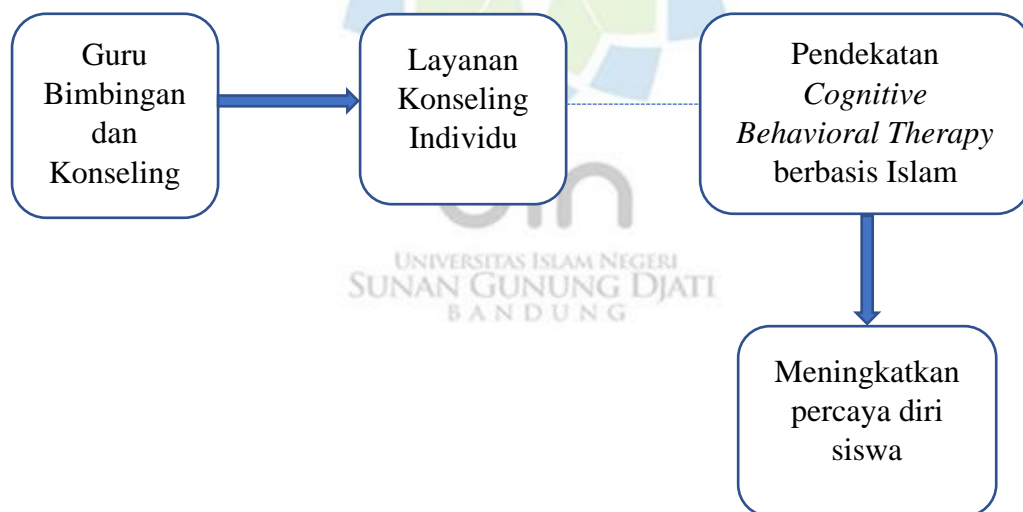 Guru
Bimbingan
dan
Konseling
Layanan
Konseling
Individu
Pendekatan
Cognitive
Behavioral Therapy
berbasis Islam
uin
UNIVERSITAS ISLAM NEGERI
SUNAN GUNUNG DJATI
BANDUNG
Meningkatkan
percaya diri
siswa